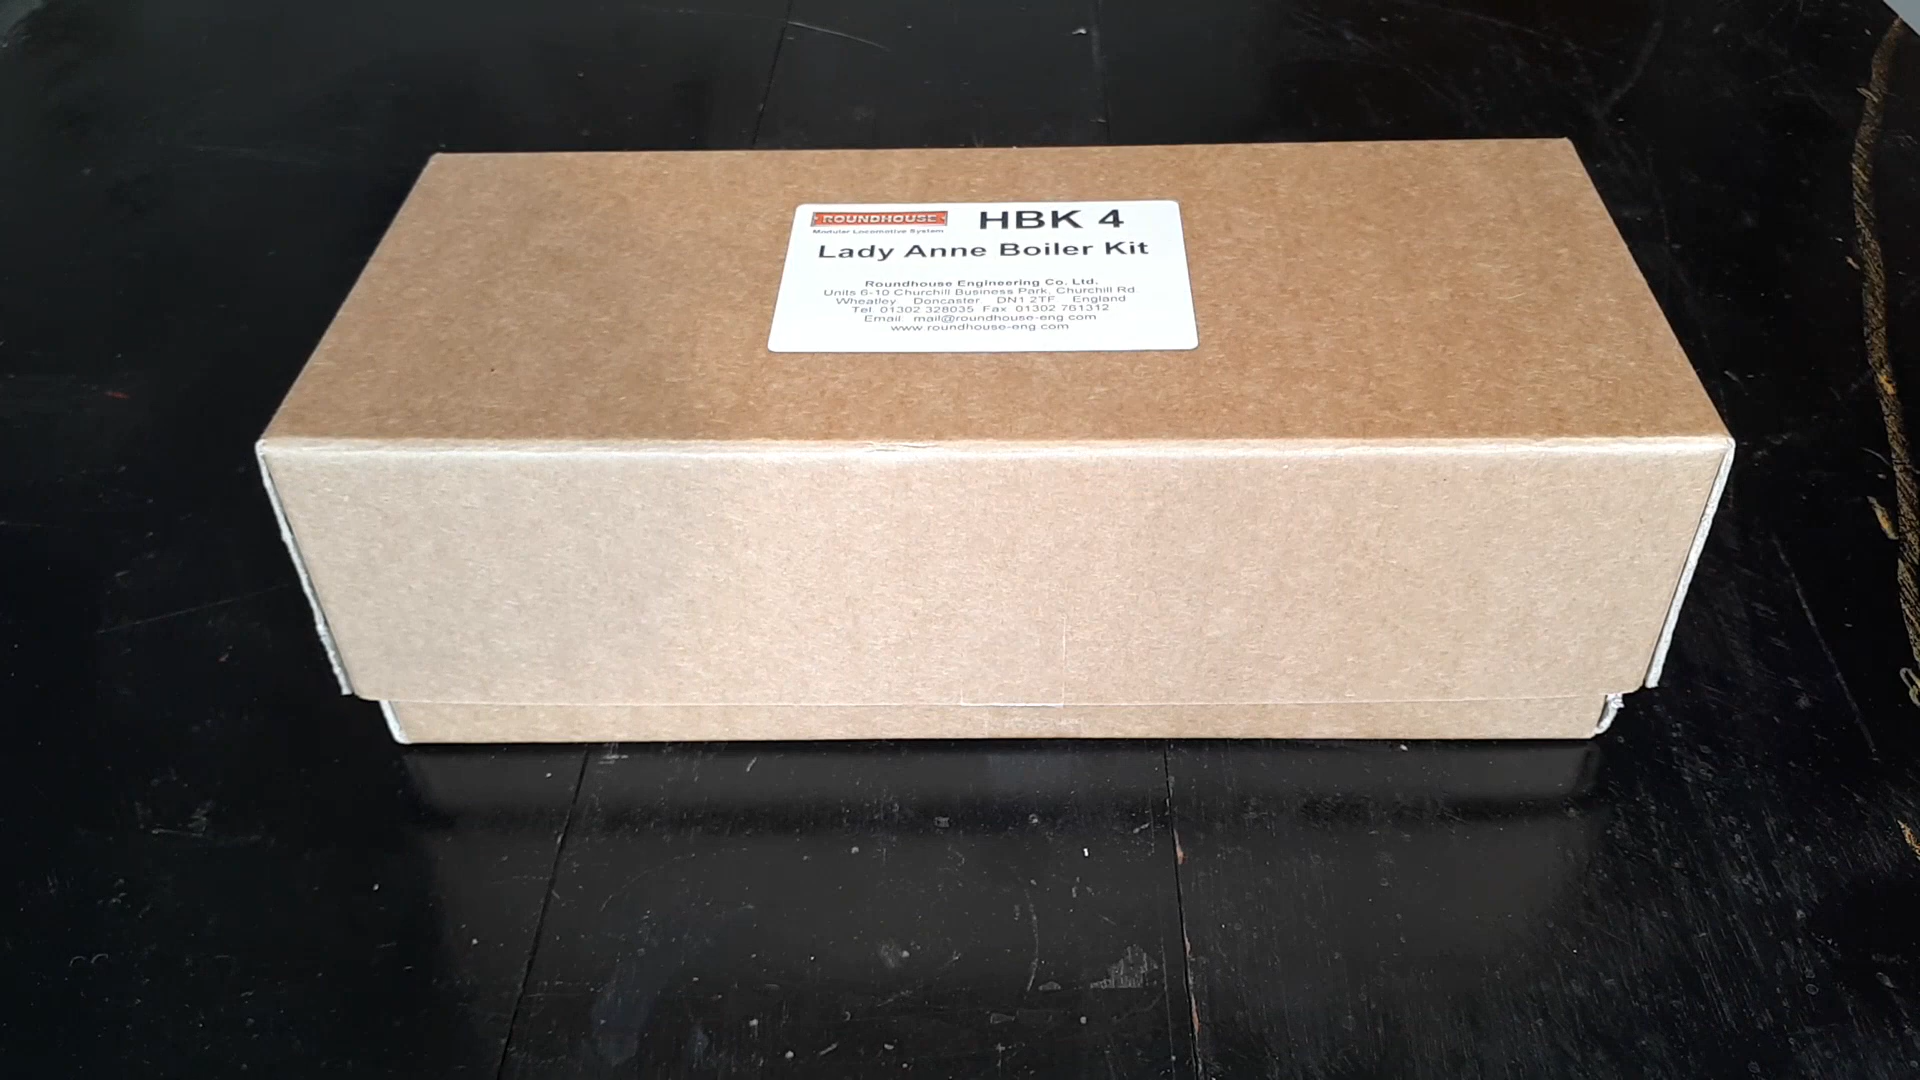 ROUNDHOUSE HBK 4
Modular Locomotive System
Lady Anne Boiler Kit
Roundhouse Engineering Co. Ltd.
Units 6-10 Churchill Business Park, Churchill Rd.
Wheatley Doncaster DN1 2TF England
Tel. 01302 328035 Fax. 01302 761312
Email. mail@roundhouse-eng.com
www.roundhouse-eng.com